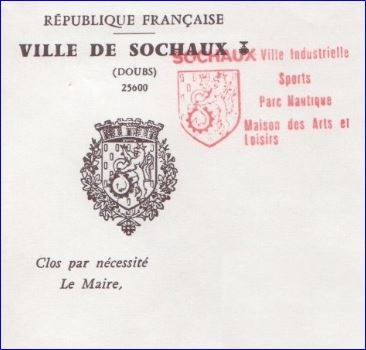 RÉPUBLIQUE FRANÇAISE
VILLE DE SOCHAUX
(DOUBS)
25600
SOCHAUX Ville Industrielle
Sports
Parc Nautique
Maison des Arts et
Loisirs
Clos par nécessité
Le Maire,